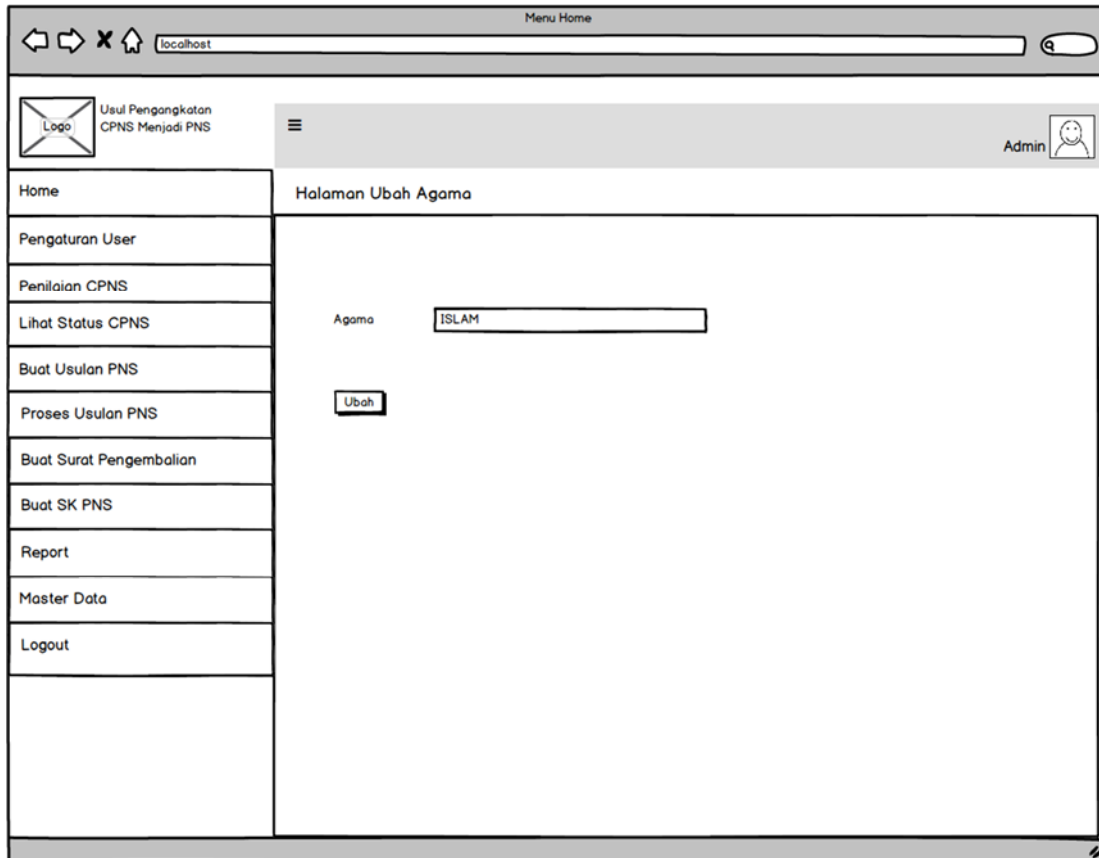 Menu Home
localhost
Logo
Usul Pengangkatan
CPNS Menjadi PNS
Admin
Home
Halaman Ubah Agama
Pengaturan User
Penilaian CPNS
Lihat Status CPNS
Agama
ISLAM
Buat Usulan PNS
Ubah
Proses Usulan PNS
Buat Surat Pengembalian
Buat SK PNS
Report
Master Data
Logout